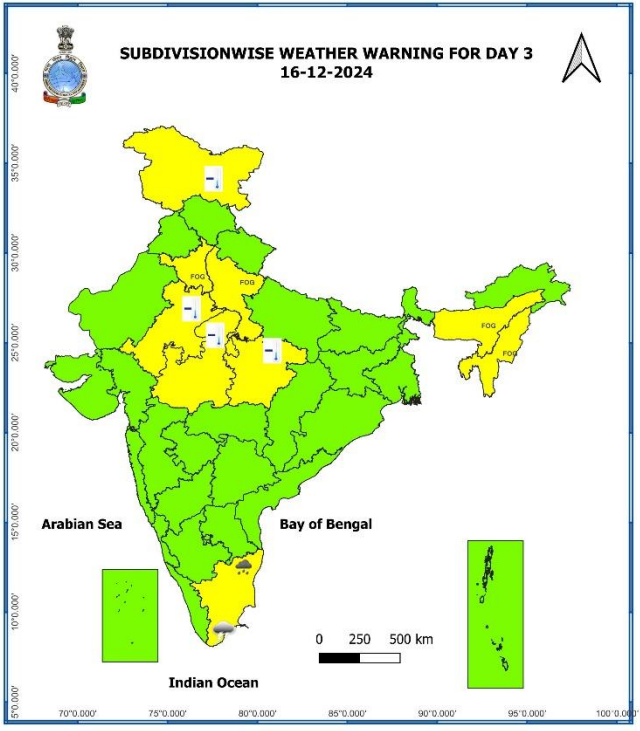 SUBDIVISIONWISE WEATHER WARNING FOR DAY 3
16-12-2024
40°0.000'
35°0.000'
30°0.000'
25°0.000'
20°0.000'
15°0.000'
10°0.000'
5°0.000'
FOG
FOG
FOG
FOG
Arabian Sea
Bay of Bengal
0 250 500 km
Indian Ocean
70°0.000' 75°0.000' 80°0.000' 85°0.000' 90°0.000' 95°0.000' 100°0.000'